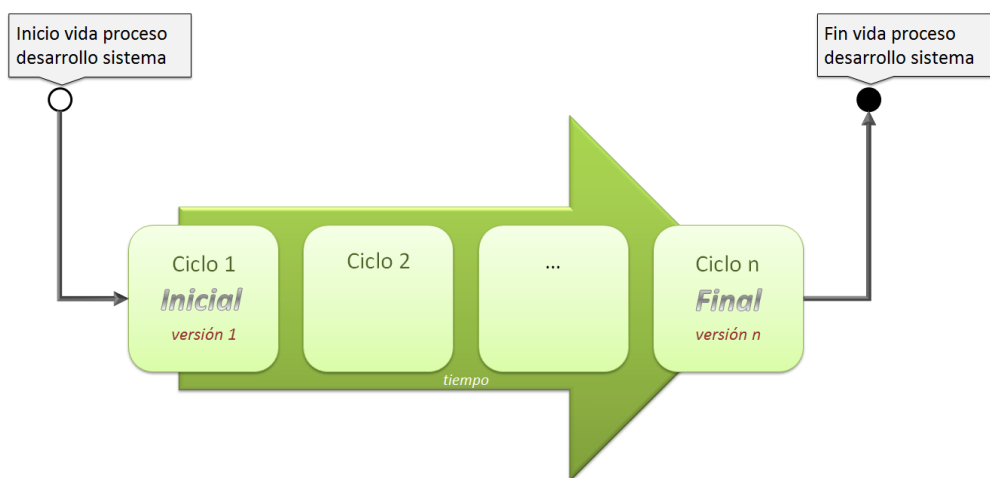 Inicio vida proceso
desarrollo sistema
Fin vida proceso
desarrollo sistema
Ciclo 1
Inicial
versión 1
Ciclo 2
...
Ciclo n
Final
versión n
tiempo